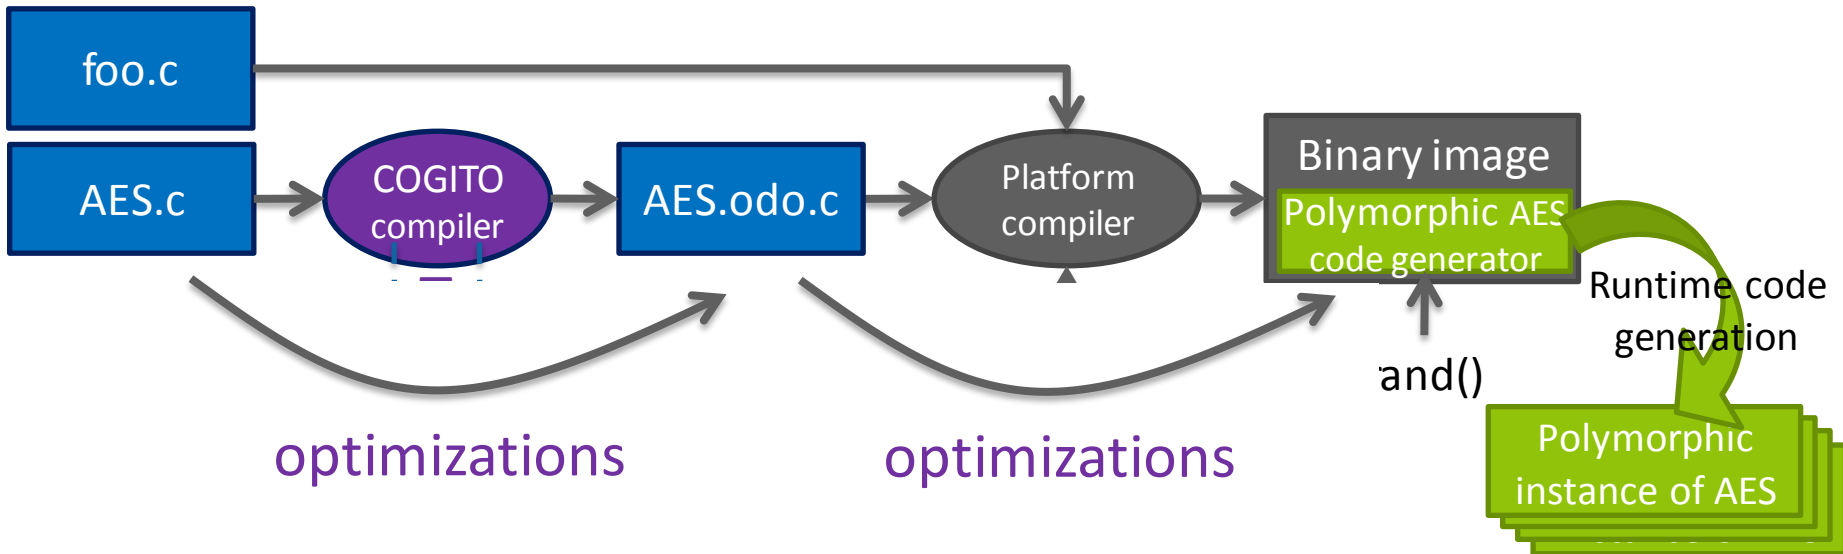 foo.c
AES.c
COGITO
compiler
AES.odo.c
Platform
compiler
Binary image
Polymorphic AES
code generator
Runtime code
generation
and()
optimizations
optimizations
Polymorphic
instance of AES